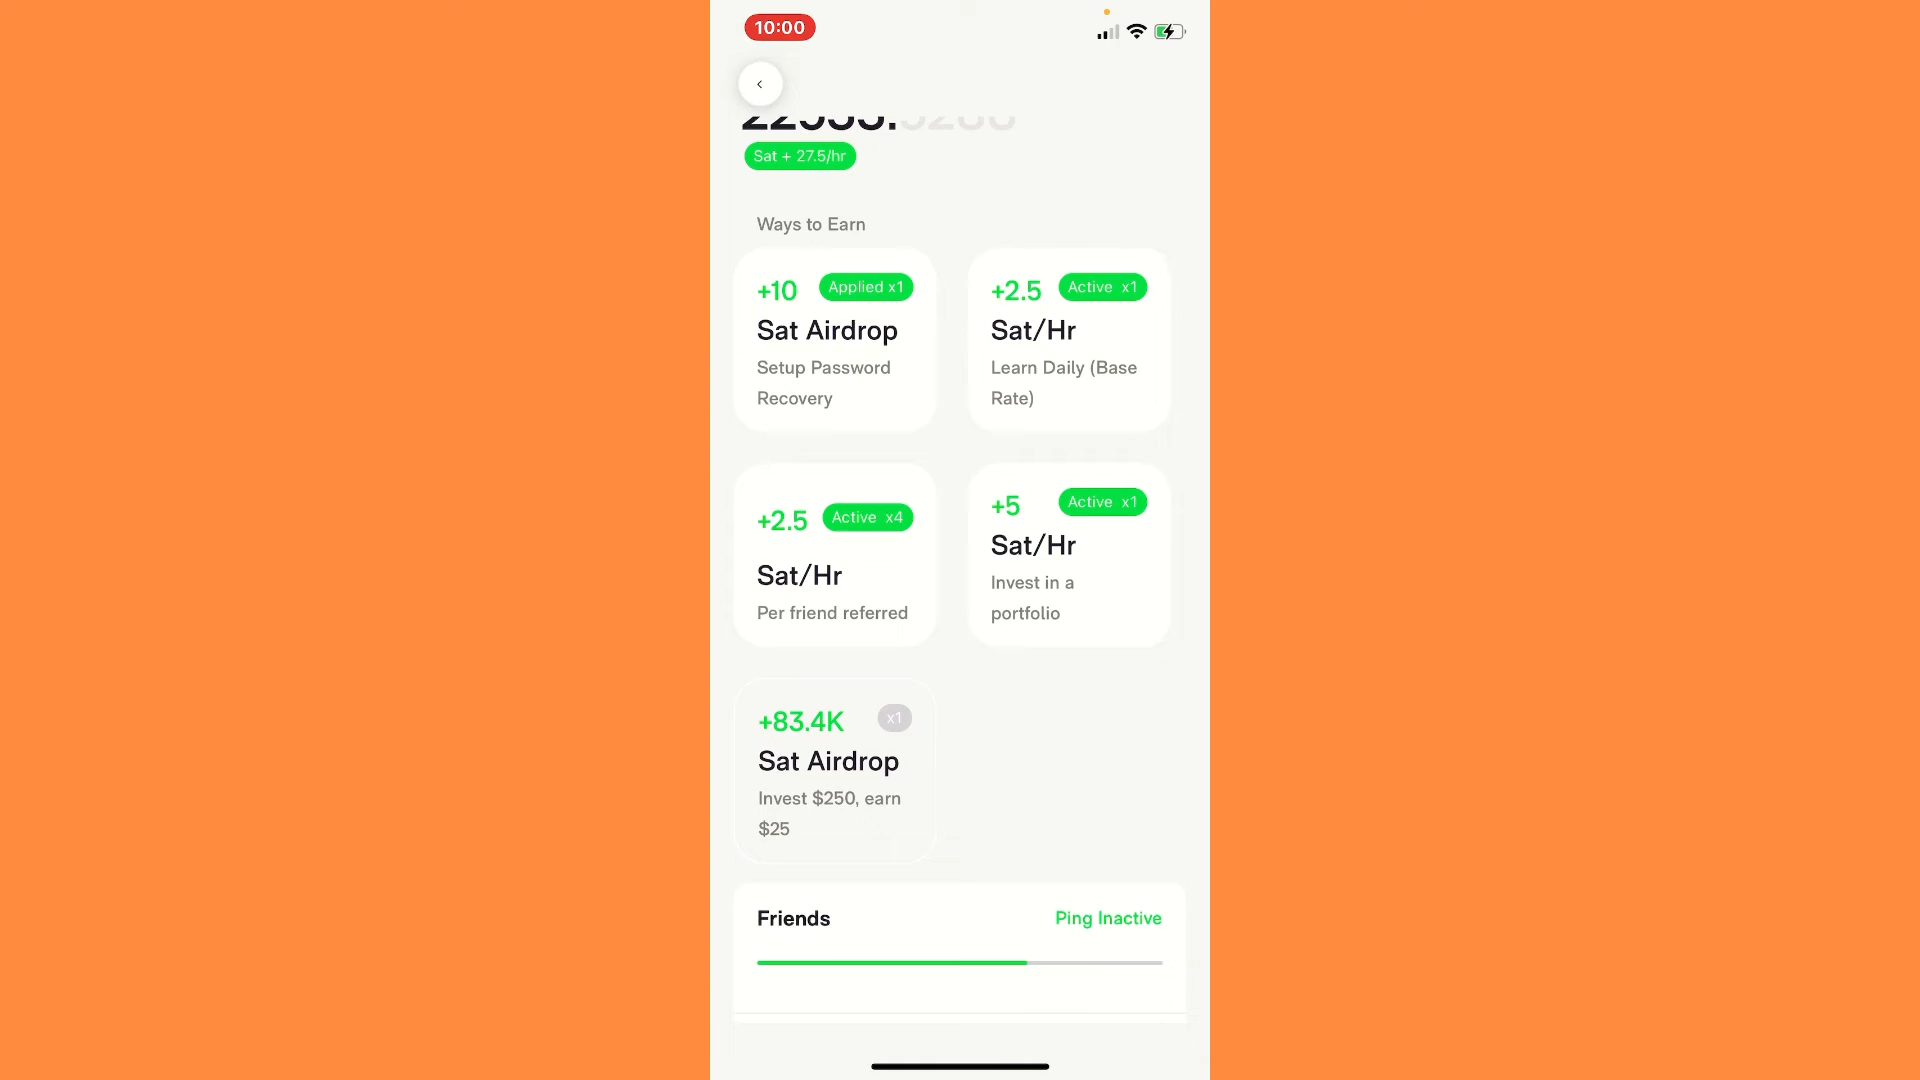 10:00
Sat + 27.5/hr
Ways to Earn
+10 Applied x1
Sat Airdrop
Setup Password
Recovery
+2.5 Active x1
Sat/Hr
Learn Daily (Base
Rate)
+2.5 Active x4
Sat/Hr
Per friend referred
+5 Active x1
Sat/Hr
Invest in a
portfolio
+83.4K x1
Sat Airdrop
Invest $250, earn
$25
Friends Ping Inactive